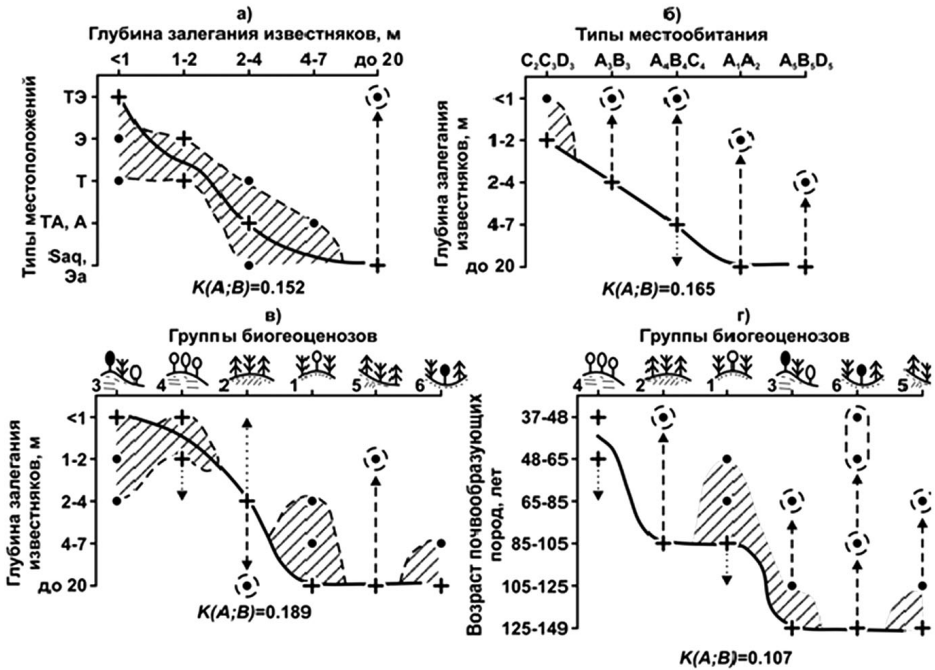 а)
Глубина залегания известняков, м
<1 1-2 2-4 4-7 до 20
Типы местоположений
ТЭ
Э
Т
ТА, А
Saq,
Эа
K(A;B)=0.152
б)
Типы местообитания
C₂C₃D₃ A₃B₃ A₄B₄C₄ A₁A₂ A₅B₅D₅
Глубина залегания
известняков, м
<1
1-2
2-4
4-7
до 20
K(A;B)=0.165
в)
Группы биогеоценозов
3 4 2 1 5 6
Глубина залегания
известняков, м
<1
1-2
2-4
4-7
до 20
K(A;B)=0.189
г)
Группы биогеоценозов
4 2 1 3 6 5
Возраст почвообразующих
пород, лет
37-48
48-65
65-85
85-105
105-125
125-149
K(A;B)=0.107